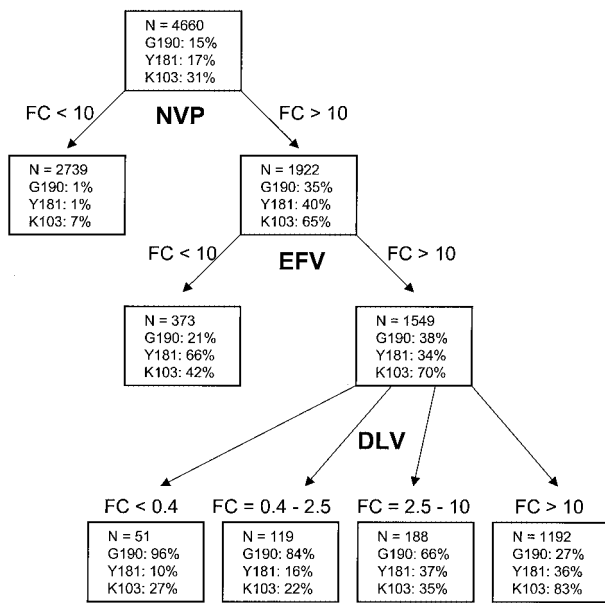 N = 4660
G190: 15%
Y181: 17%
K103: 31%
FC < 10
NVP
FC > 10
N = 2739
G190: 1%
Y181: 1%
K103: 7%
N = 1922
G190: 35%
Y181: 40%
K103: 65%
FC < 10
EFV
FC > 10
N = 373
G190: 21%
Y181: 66%
K103: 42%
N = 1549
G190: 38%
Y181: 34%
K103: 70%
DLV
FC < 0.4
FC = 0.4 - 2.5
FC = 2.5 - 10
FC > 10
N = 51
G190: 96%
Y181: 10%
K103: 27%
N = 119
G190: 84%
Y181: 16%
K103: 22%
N = 188
G190: 66%
Y181: 37%
K103: 35%
N = 1192
G190: 27%
Y181: 36%
K103: 83%